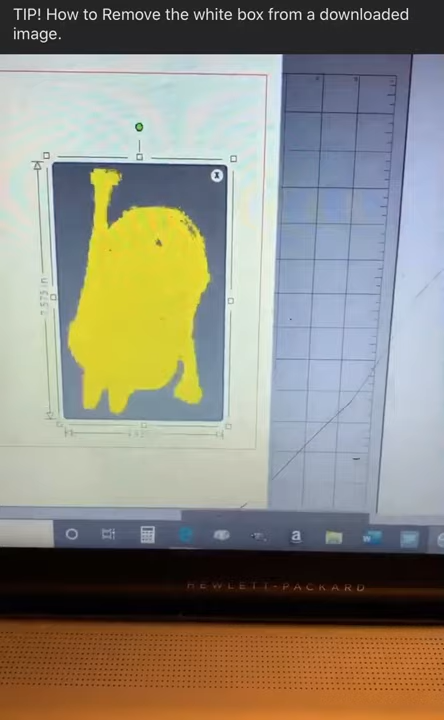 TIP! How to Remove the white box from a downloaded
image.
HEWLETT-PACKARD